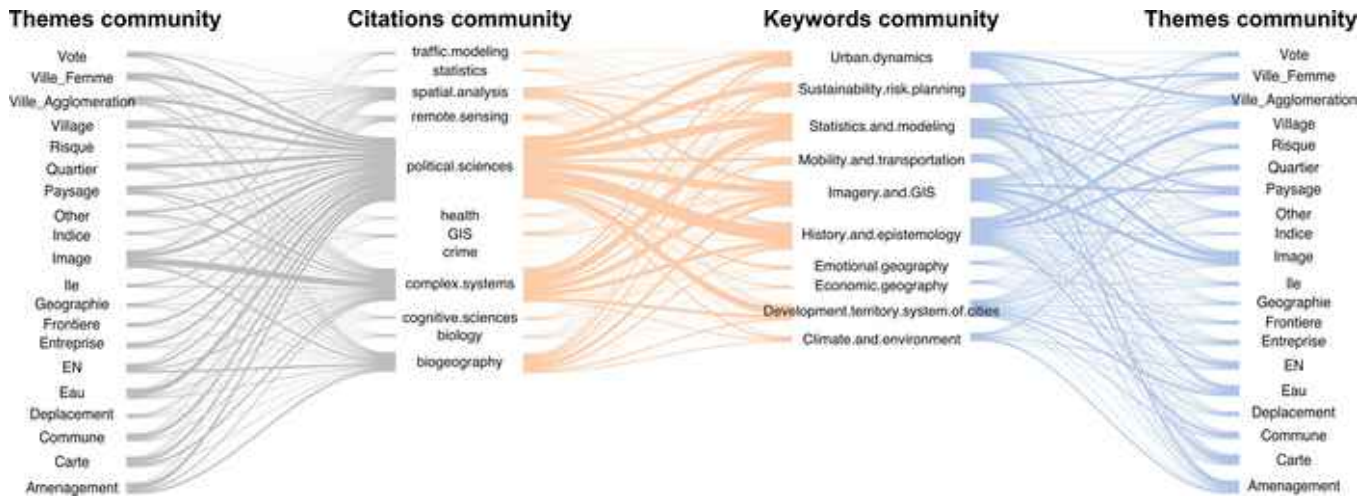 Themes community
Citations community
Keywords community
Themes community
Vote
Ville_Femme
Ville_Agglomeration
Village
Risque
Quartier
Paysage
Other
Indice
Image
Ile
Geographie
Frontiere
Entreprise
EN
Eau
Deplacement
Commune
Carte
Amenagement
traffic.modeling
statistics
spatial.analysis
remote.sensing
political.sciences
health
GIS
crime
complex.systems
cognitive.sciences
biology
biogeography
Urban.dynamics
Sustainability.risk.planning
Statistics.and.modeling
Mobility.and.transportation
Imagery.and.GIS
History.and.epistemology
Emotional.geography
Economic.geography
Development.territory.system.of.cities
Climate.and.environment
Vote
Ville_Femme
Ville_Agglomeration
Village
Risque
Quartier
Paysage
Other
Indice
Image
Ile
Geographie
Frontiere
Entreprise
EN
Eau
Deplacement
Commune
Carte
Amenagement